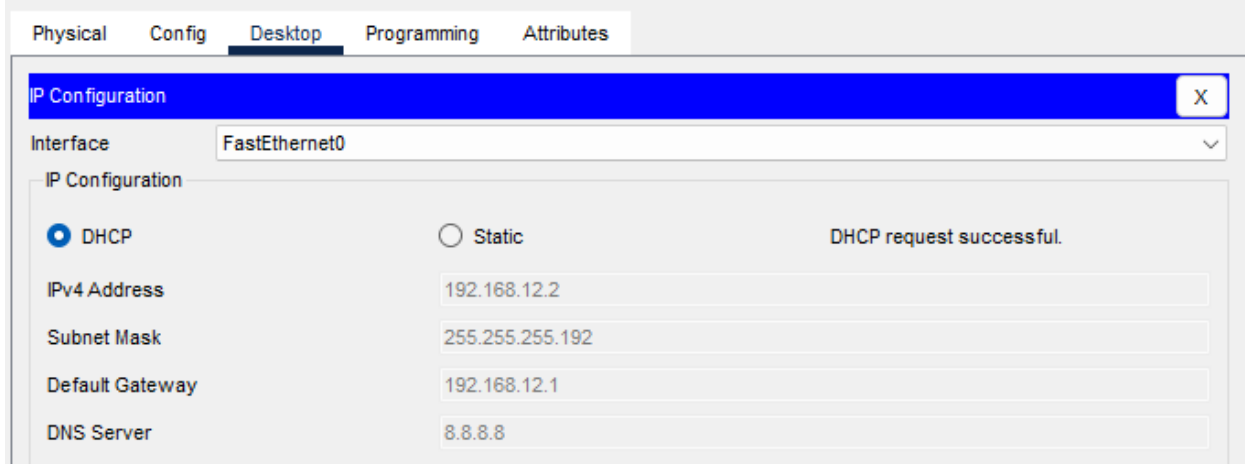 Physical Config Desktop Programming Attributes
IP Configuration X
Interface FastEthernet0
IP Configuration
DHCP Static DHCP request successful.
IPv4 Address 192.168.12.2
Subnet Mask 255.255.255.192
Default Gateway 192.168.12.1
DNS Server 8.8.8.8